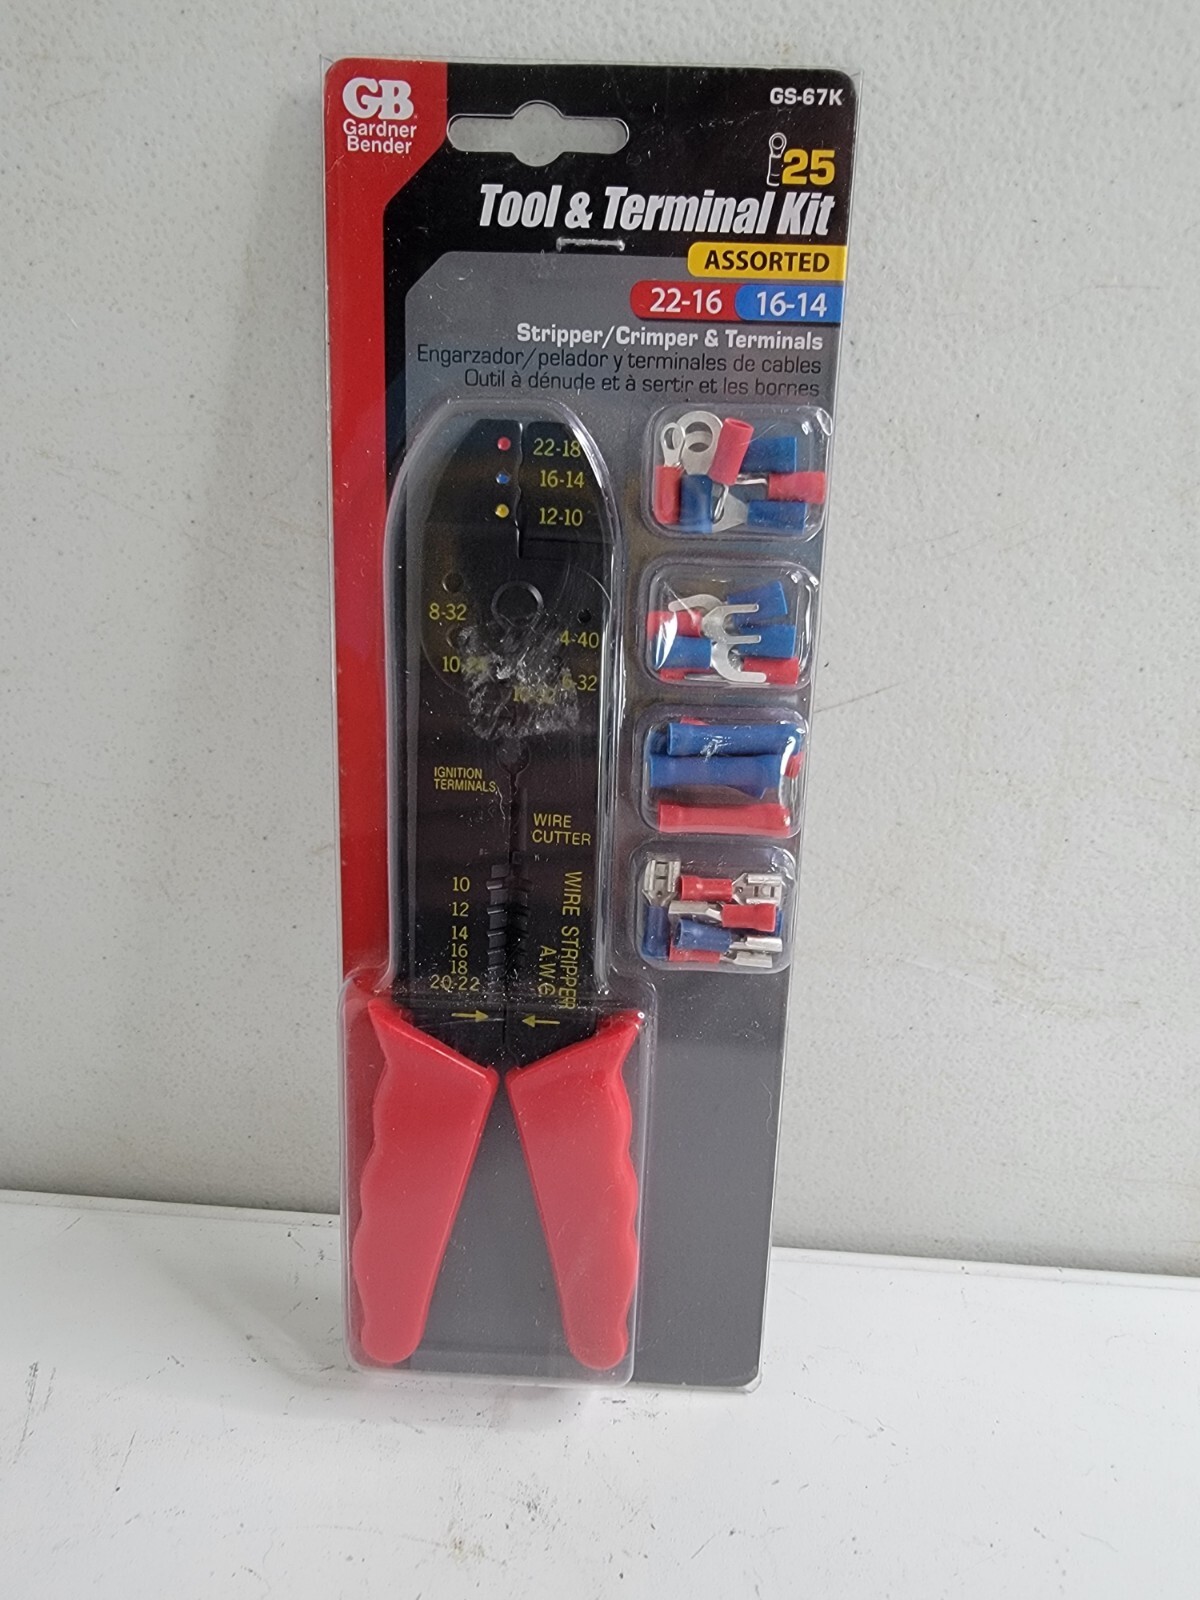 GB
Gardner
Bender
GS-67K
25
Tool & Terminal Kit
ASSORTED
22-16 16-14
Stripper/Crimper & Terminals
Engarzador/pelador y terminales de cables
Outil à dénude et à sertir et les bornes
22-18
16-14
12-10
8-32
4-40
6-32
IGNITION
TERMINALS
WIRE
CUTTER
10
12
14
16
18
20-22
WIRE STRIPPER
A.W.G